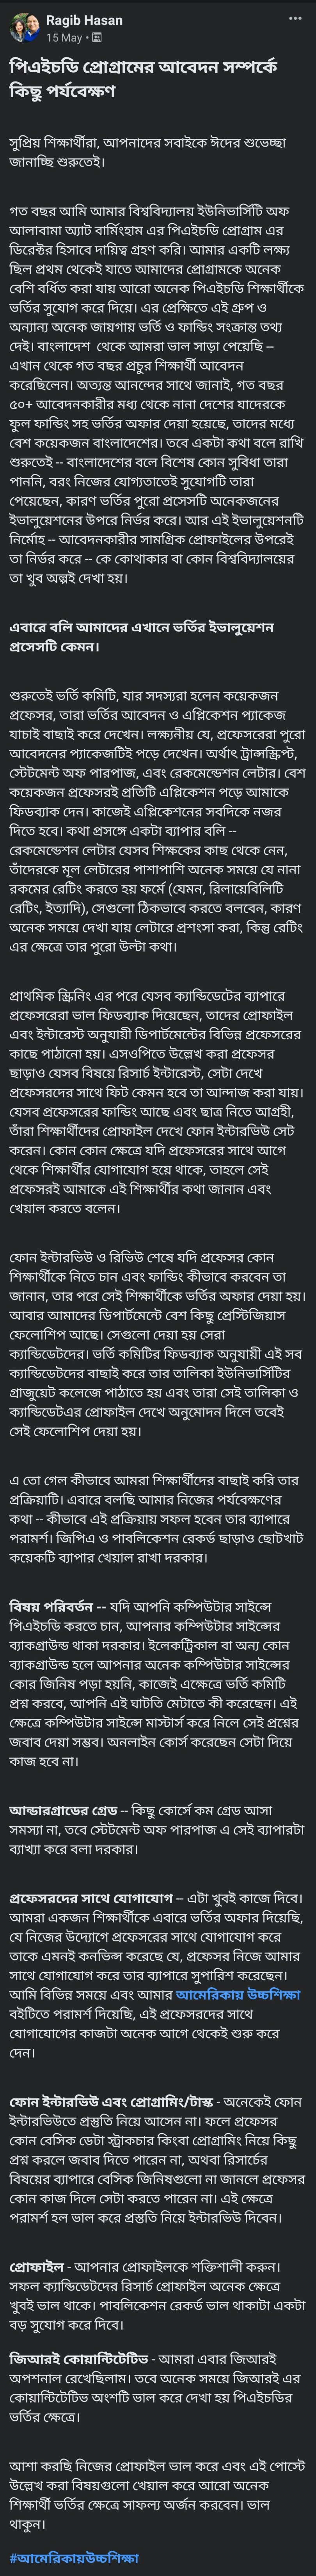 Ragib Hasan
15 May •
পিএইচডি প্রোগ্রামের আবেদন সম্পর্কে
কিছু পর্যবেক্ষণ
সুপ্রিয় শিক্ষার্থীরা, আপনাদের সবাইকে ঈদের শুভেচ্ছা
জানাচ্ছি শুরুতেই।
গত বছর আমি আমার বিশ্ববিদ্যালয় ইউনিভার্সিটি অফ
আলাবামা অ্যাট বার্মিংহাম এর পিএইচডি প্রোগ্রাম এর
ডিরেক্টর হিসাবে দায়িত্ব গ্রহণ করি। আমার একটি লক্ষ্য
ছিল প্রথম থেকেই যাতে আমাদের প্রোগ্রামকে অনেক
বেশি বর্ধিত করা যায় আরো অনেক পিএইচডি শিক্ষার্থীকে
ভর্তির সুযোগ করে দিয়ে। এর প্রেক্ষিতে এই গ্রুপ ও
অন্যান্য অনেক জায়গায় ভর্তি ও ফান্ডিং সংক্রান্ত তথ্য
দেই। বাংলাদেশ থেকে আমরা ভাল সাড়া পেয়েছি --
এখান থেকে গত বছর প্রচুর শিক্ষার্থী আবেদন
করেছিলেন। অত্যন্ত আনন্দের সাথে জানাই, গত বছর
৫০+ আবেদনকারীর মধ্য থেকে নানা দেশের যাদেরকে
ফুল ফান্ডিং সহ ভর্তির অফার দেয়া হয়েছে, তাদের মধ্যে
বেশ কয়েকজন বাংলাদেশের। তবে একটা কথা বলে রাখি
শুরুতেই -- বাংলাদেশের বলে বিশেষ কোন সুবিধা তারা
পাননি, বরং নিজের যোগ্যতাতেই সুযোগটি তারা
পেয়েছেন, কারণ ভর্তির পুরো প্রসেসটি অনেকজনের
ইভালুয়েশনের উপরে নির্ভর করে। আর এই ইভালুয়েশনটি
নির্মোহ -- আবেদনকারীর সামগ্রিক প্রোফাইলের উপরেই
তা নির্ভর করে -- কে কোথাকার বা কোন বিশ্ববিদ্যালয়ের
তা খুব অল্পই দেখা হয়।
এবারে বলি আমাদের এখানে ভর্তির ইভালুয়েশন
প্রসেসটি কেমন।
শুরুতেই ভর্তি কমিটি, যার সদস্যরা হলেন কয়েকজন
প্রফেসর, তারা ভর্তির আবেদন ও এপ্লিকেশন প্যাকেজ
যাচাই বাছাই করে দেখেন। লক্ষ্যনীয় যে, প্রফেসরেরা পুরো
আবেদনের প্যাকেজটিই পড়ে দেখেন। অর্থাৎ ট্রান্সক্রিপ্ট,
স্টেটমেন্ট অফ পারপাজ, এবং রেকমেন্ডেশন লেটার। বেশ
কয়েকজন প্রফেসরই প্রতিটি এপ্লিকেশন পড়ে আমাকে
ফিডব্যাক দেন। কাজেই এপ্লিকেশনের সবদিকে নজর
দিতে হবে। কথা প্রসঙ্গে একটা ব্যাপার বলি --
রেকমেন্ডেশন লেটার যেসব শিক্ষকের কাছ থেকে নেন,
তাঁদেরকে মূল লেটারের পাশাপাশি অনেক সময়ে যে নানা
রকমের রেটিং করতে হয় ফর্মে (যেমন, রিলায়েবিলিটি
রেটিং, ইত্যাদি), সেগুলো ঠিকভাবে করতে বলবেন, কারণ
অনেক সময়ে দেখা যায় লেটারে প্রশংসা করা, কিন্তু রেটিং
এর ক্ষেত্রে তার পুরো উল্টা কথা।
প্রাথমিক স্ক্রিনিং এর পরে যেসব ক্যান্ডিডেটের ব্যাপারে
প্রফেসরেরা ভাল ফিডব্যাক দিয়েছেন, তাদের প্রোফাইল
এবং ইন্টারেস্ট অনুযায়ী ডিপার্টমেন্টের বিভিন্ন প্রফেসরের
কাছে পাঠানো হয়। এসওপিতে উল্লেখ করা প্রফেসর
ছাড়াও যেসব বিষয়ে রিসার্চ ইন্টারেস্ট, সেটা দেখে
প্রফেসরদের সাথে ফিট কেমন হবে তা আন্দাজ করা যায়।
যেসব প্রফেসরের ফান্ডিং আছে এবং ছাত্র নিতে আগ্রহী,
তাঁরা শিক্ষার্থীদের প্রোফাইল দেখে ফোন ইন্টারভিউ সেট
করেন। কোন কোন ক্ষেত্রে যদি প্রফেসরের সাথে আগে
থেকে শিক্ষার্থীর যোগাযোগ হয়ে থাকে, তাহলে সেই
প্রফেসরই আমাকে এই শিক্ষার্থীর কথা জানান এবং
খেয়াল করতে বলেন।
ফোন ইন্টারভিউ ও রিভিউ শেষে যদি প্রফেসর কোন
শিক্ষার্থীকে নিতে চান এবং ফান্ডিং কীভাবে করবেন তা
জানান, তার পরে সেই শিক্ষার্থীকে ভর্তির অফার দেয়া হয়।
আবার আমাদের ডিপার্টমেন্টে বেশ কিছু প্রেস্টিজিয়াস
ফেলোশিপ আছে। সেগুলো দেয়া হয় সেরা
ক্যান্ডিডেটদের। ভর্তি কমিটির ফিডব্যাক অনুযায়ী এই সব
ক্যান্ডিডেটদের বাছাই করে তার তালিকা ইউনিভার্সিটির
গ্রাজুয়েট কলেজে পাঠাতে হয় এবং তারা সেই তালিকা ও
ক্যান্ডিডেটএর প্রোফাইল দেখে অনুমোদন দিলে তবেই
সেই ফেলোশিপ দেয়া হয়।
এ তো গেল কীভাবে আমরা শিক্ষার্থীদের বাছাই করি তার
প্রক্রিয়াটি। এবারে বলছি আমার নিজের পর্যবেক্ষণের
কথা -- কীভাবে এই প্রক্রিয়ায় সফল হবেন তার ব্যাপারে
পরামর্শ। জিপিএ ও পাবলিকেশন রেকর্ড ছাড়াও ছোটখাট
কয়েকটি ব্যাপার খেয়াল রাখা দরকার।
বিষয় পরিবর্তন -- যদি আপনি কম্পিউটার সাইন্সে
পিএইচডি করতে চান, আপনার কম্পিউটার সাইন্সের
ব্যাকগ্রাউন্ড থাকা দরকার। ইলেকট্রিকাল বা অন্য কোন
ব্যাকগ্রাউন্ড হলে আপনার অনেক কম্পিউটার সাইন্সের
কোর জিনিষ পড়া হয়নি, কাজেই এক্ষেত্রে ভর্তি কমিটি
প্রশ্ন করবে, আপনি এই ঘাটতি মেটাতে কী করেছেন। এই
ক্ষেত্রে কম্পিউটার সাইন্সে মাস্টার্স করে নিলে সেই প্রশ্নের
জবাব দেয়া সম্ভব। অনলাইন কোর্স করেছেন সেটা দিয়ে
কাজ হবে না।
আন্ডারগ্রাডের গ্রেড -- কিছু কোর্সে কম গ্রেড আসা
সমস্যা না, তবে স্টেটমেন্ট অফ পারপাজ এ সেই ব্যাপারটা
ব্যাখ্যা করে বলা দরকার।
প্রফেসরদের সাথে যোগাযোগ -- এটা খুবই কাজে দিবে।
আমরা একজন শিক্ষার্থীকে এবারে ভর্তির অফার দিয়েছি,
যে নিজের উদ্যোগে প্রফেসরের সাথে যোগাযোগ করে
তাকে এমনই কনভিন্স করেছে যে, প্রফেসর নিজে আমার
সাথে যোগাযোগ করে তার ব্যাপারে সুপারিশ করেছেন।
আমি বিভিন্ন সময়ে এবং আমার আমেরিকায় উচ্চশিক্ষা
বইটিতে পরামর্শ দিয়েছি, এই প্রফেসরদের সাথে
যোগাযোগের কাজটা অনেক আগে থেকেই শুরু করে
দেন।
ফোন ইন্টারভিউ এবং প্রোগ্রামিং/টাস্ক - অনেকেই ফোন
ইন্টারভিউতে প্রস্তুতি নিয়ে আসেন না। ফলে প্রফেসর
কোন বেসিক ডেটা স্ট্রাকচার কিংবা প্রোগ্রামিং নিয়ে কিছু
প্রশ্ন করলে জবাব দিতে পারেন না, অথবা রিসার্চের
বিষয়ের ব্যাপারে বেসিক জিনিষগুলো না জানলে প্রফেসর
কোন কাজ দিলে সেটা করতে পারেন না। এই ক্ষেত্রে
পরামর্শ হল ভাল করে প্রস্ততি নিয়ে ইন্টারভিউ দিবেন।
প্রোফাইল - আপনার প্রোফাইলকে শক্তিশালী করুন।
সফল ক্যান্ডিডেটদের রিসার্চ প্রোফাইল অনেক ক্ষেত্রে
খুবই ভাল থাকে। পাবলিকেশন রেকর্ড ভাল থাকাটা একটা
বড় সুযোগ করে দিবে।
জিআরই কোয়ান্টিটেটিভ - আমরা এবার জিআরই
অপশনাল রেখেছিলাম। তবে অনেক সময়ে জিআরই এর
কোয়ান্টিটেটিভ অংশটি ভাল করে দেখা হয় পিএইচডির
ভর্তির ক্ষেত্রে।
আশা করছি নিজের প্রোফাইল ভাল করে এবং এই পোস্টে
উল্লেখ করা বিষয়গুলো খেয়াল করে আরো অনেক
শিক্ষার্থী ভর্তির ক্ষেত্রে সাফল্য অর্জন করবেন। ভাল
থাকুন।
#আমেরিকায়উচ্চশিক্ষা